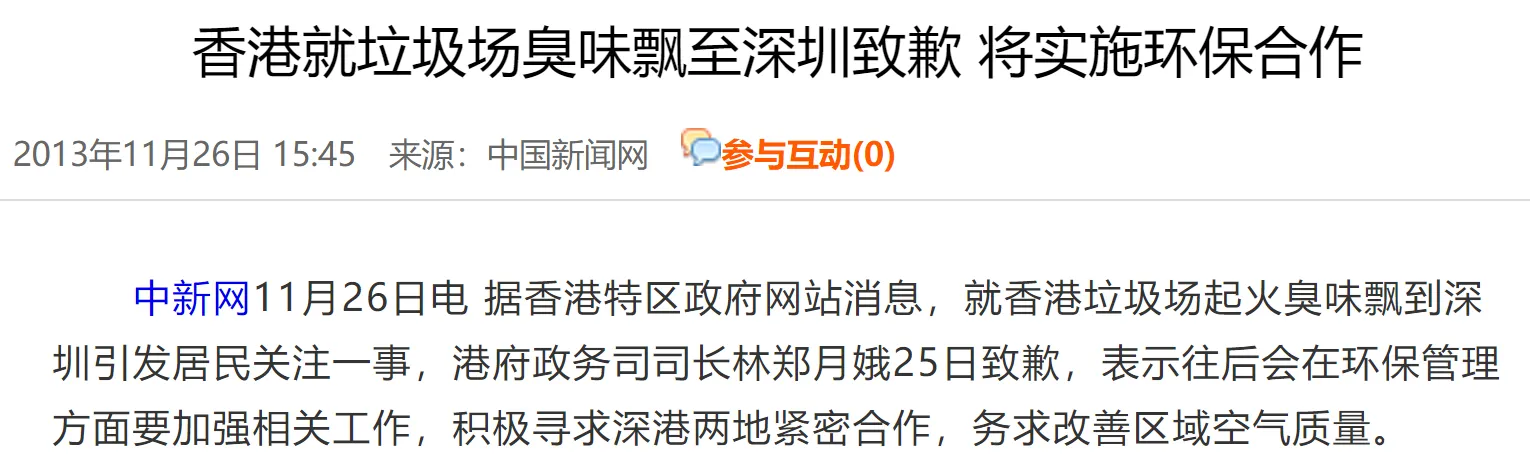 香港就垃圾场臭味飘至深圳致歉 将实施环保合作
2013年11月26日 15:45 来源：中国新闻网 参与互动(0)
中新网11月26日电 据香港特区政府网站消息，就香港垃圾场起火臭味飘到深
圳引发居民关注一事，港府政务司司长林郑月娥25日致歉，表示往后会在环保管理
方面要加强相关工作，积极寻求深港两地紧密合作，务求改善区域空气质量。